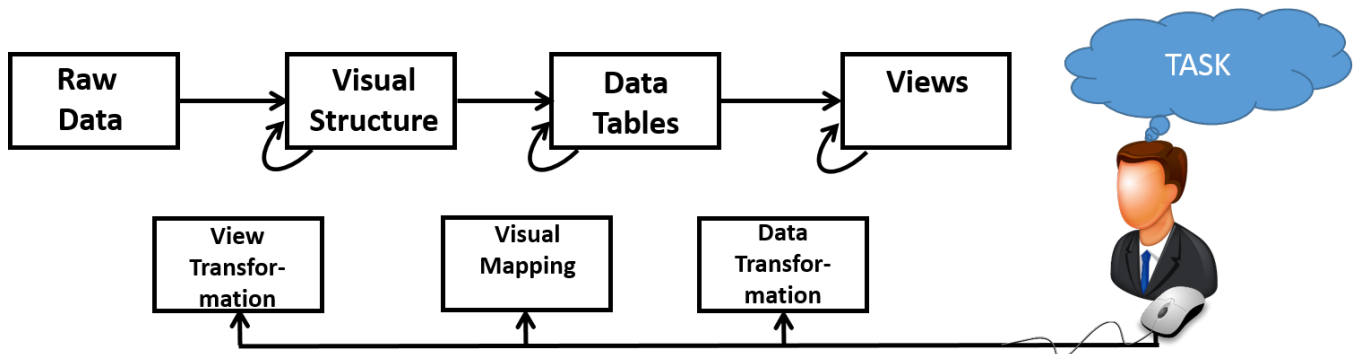 Raw
Data
Visual
Structure
Data
Tables
Views
TASK
View
Transfor-
mation
Visual
Mapping
Data
Transfor-
mation